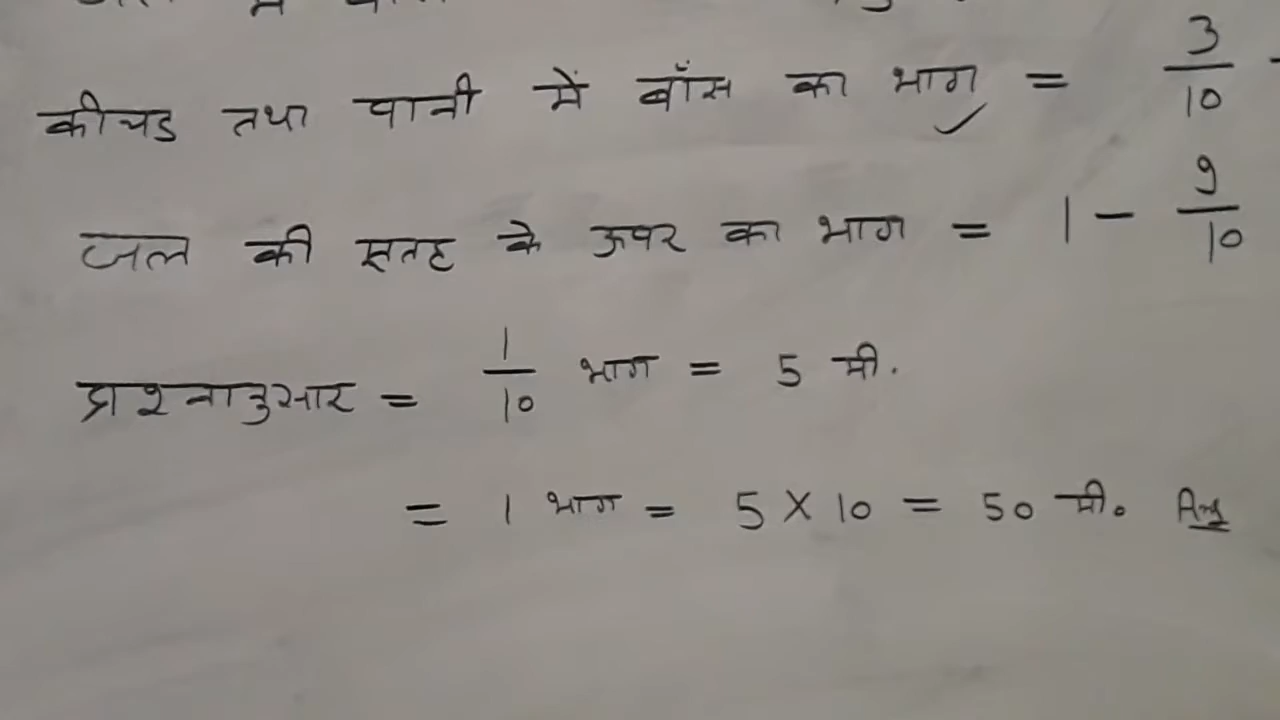 में
कीचड तथा पानी में बाँस का भाग = 3/10
जल की सतह के ऊपर का भाग = 1 - 9/10
प्रश्नानुसार = 1/10 भाग = 5 मी.
= 1 भाग = 5 × 10 = 50 मी. Ans